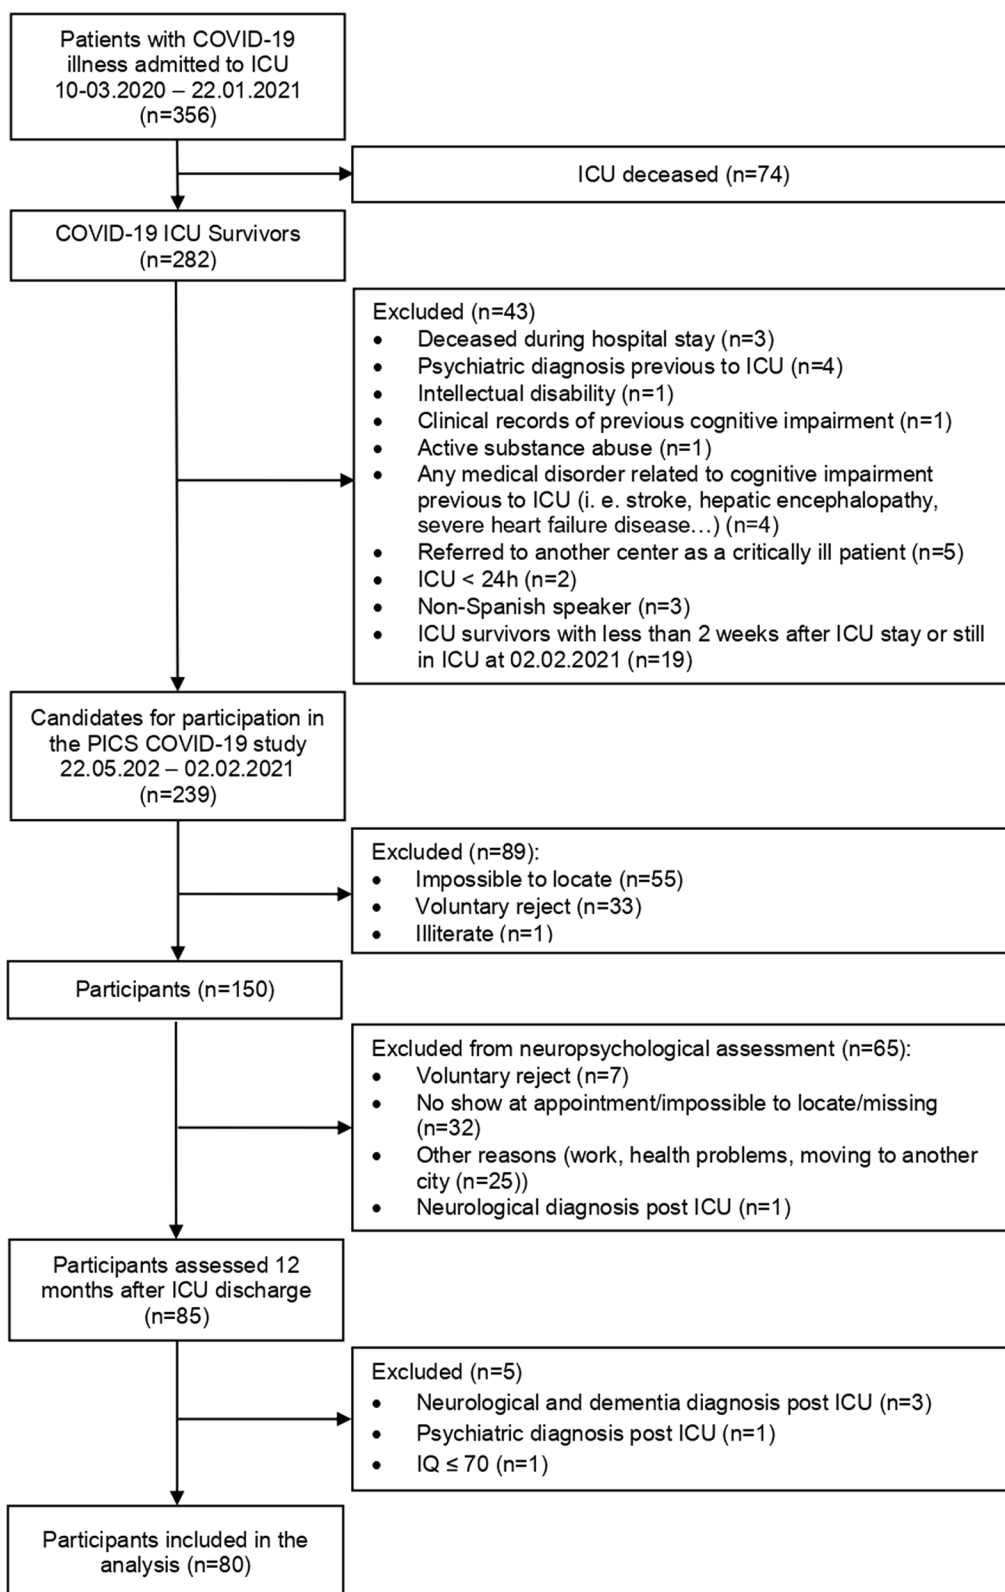 Patients with COVID-19
illness admitted to ICU
10-03.2020 – 22.01.2021
(n=356)
ICU deceased (n=74)
COVID-19 ICU Survivors
(n=282)
Excluded (n=43)
• Deceased during hospital stay (n=3)
• Psychiatric diagnosis previous to ICU (n=4)
• Intellectual disability (n=1)
• Clinical records of previous cognitive impairment (n=1)
• Active substance abuse (n=1)
• Any medical disorder related to cognitive impairment
previous to ICU (i. e. stroke, hepatic encephalopathy,
severe heart failure disease…) (n=4)
• Referred to another center as a critically ill patient (n=5)
• ICU < 24h (n=2)
• Non-Spanish speaker (n=3)
• ICU survivors with less than 2 weeks after ICU stay or still
in ICU at 02.02.2021 (n=19)
Candidates for participation in
the PICS COVID-19 study
22.05.202 – 02.02.2021
(n=239)
Excluded (n=89):
• Impossible to locate (n=55)
• Voluntary reject (n=33)
• Illiterate (n=1)
Participants (n=150)
Excluded from neuropsychological assessment (n=65):
• Voluntary reject (n=7)
• No show at appointment/impossible to locate/missing
(n=32)
• Other reasons (work, health problems, moving to another
city (n=25))
• Neurological diagnosis post ICU (n=1)
Participants assessed 12
months after ICU discharge
(n=85)
Excluded (n=5)
• Neurological and dementia diagnosis post ICU (n=3)
• Psychiatric diagnosis post ICU (n=1)
• IQ ≤ 70 (n=1)
Participants included in the
analysis (n=80)